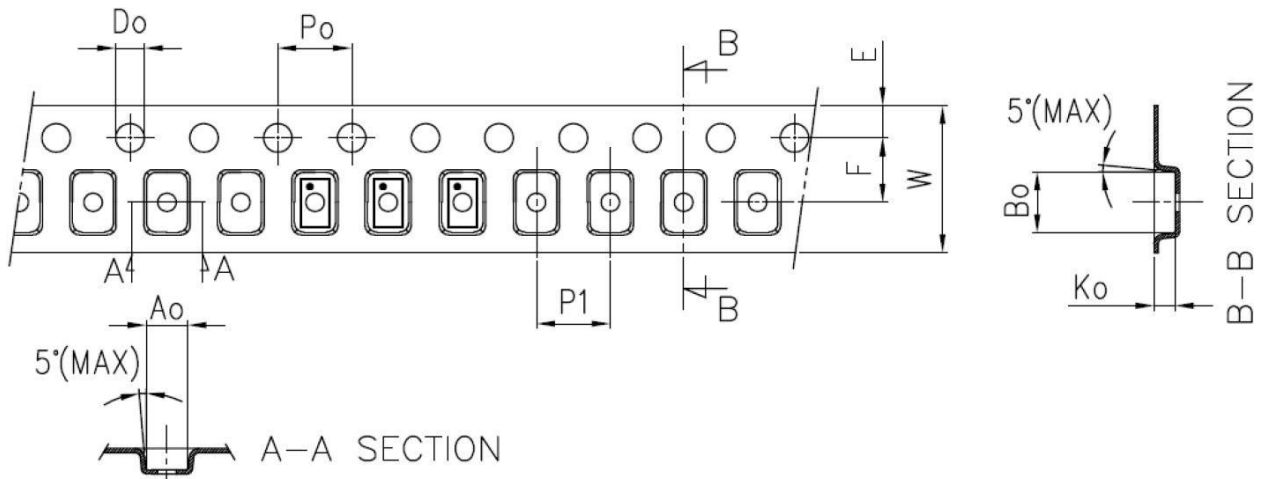 Do
Po
B
E
F
W
A
A
P1
B
Ao
5°(MAX)
A–A SECTION
5°(MAX)
Bo
Ko
B–B SECTION